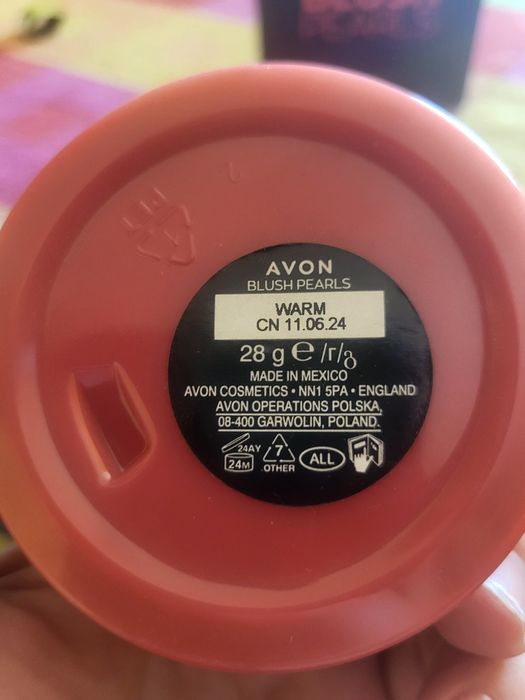 PEARLS
AVON
BLUSH PEARLS
WARM
CN 11.06.24
28 g e /г/გ
MADE IN MEXICO
AVON COSMETICS • NN1 5PA • ENGLAND
AVON OPERATIONS POLSKA,
08-400 GARWOLIN, POLAND.
24AY
24M
7
OTHER
ALL